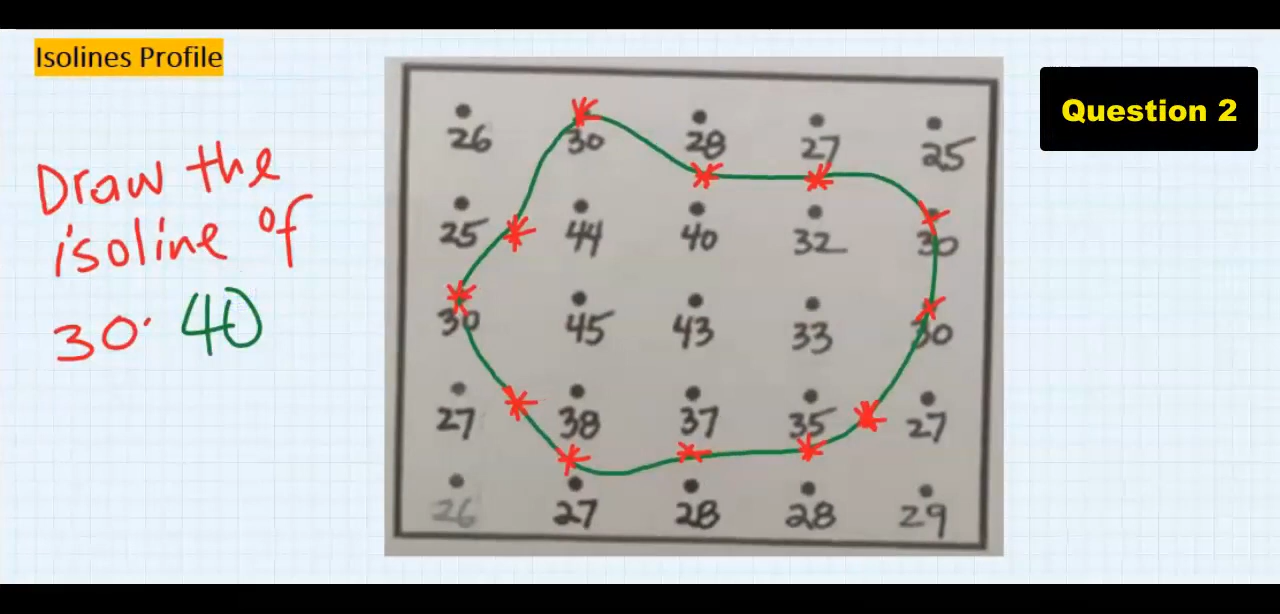 Isolines Profile
Question 2
Draw the
isoline of
30. 40
26 30 28 27 25
25 44 40 32 30
30 45 43 33 30
27 38 37 35 27
26 27 28 28 29